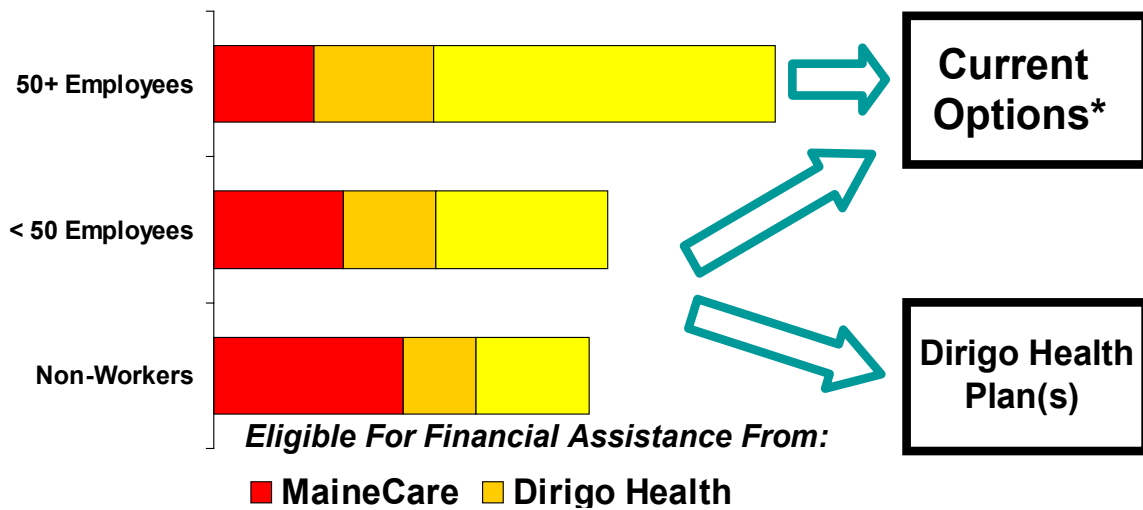 50+ Employees
< 50 Employees
Non-Workers
Current
Options*
Dirigo Health
Plan(s)
Eligible For Financial Assistance From:
MaineCare Dirigo Health